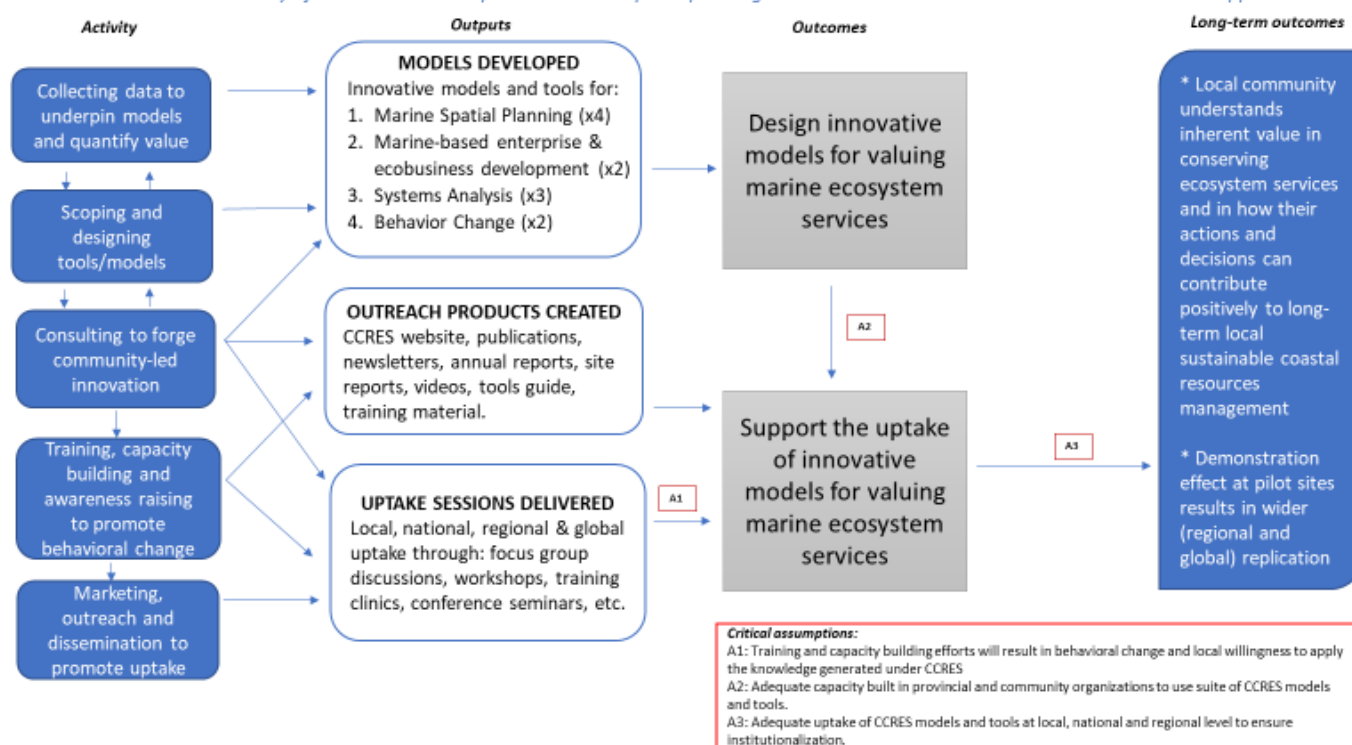 Activity
Outputs
Outcomes
Long-term outcomes
Collecting data to
underpin models
and quantify value
Scoping and
designing
tools/models
Consulting to forge
community-led
innovation
Training, capacity
building and
awareness raising
to promote
behavioral change
Marketing,
outreach and
dissemination to
promote uptake
MODELS DEVELOPED
Innovative models and tools for:
1. Marine Spatial Planning (x4)
2. Marine-based enterprise &
ecobusiness development (x2)
3. Systems Analysis (x3)
4. Behavior Change (x2)
OUTREACH PRODUCTS CREATED
CCRES website, publications,
newsletters, annual reports, site
reports, videos, tools guide,
training material.
UPTAKE SESSIONS DELIVERED
Local, national, regional & global
uptake through: focus group
discussions, workshops, training
clinics, conference seminars, etc.
A1
Design innovative
models for valuing
marine ecosystem
services
A2
Support the uptake
of innovative
models for valuing
marine ecosystem
services
A3
* Local community
understands
inherent value in
conserving
ecosystem services
and in how their
actions and
decisions can
contribute
positively to long-
term local
sustainable coastal
resources
management
* Demonstration
effect at pilot sites
results in wider
(regional and
global) replication
Critical assumptions:
A1: Training and capacity building efforts will result in behavioral change and local willingness to apply
the knowledge generated under CCRES
A2: Adequate capacity built in provincial and community organizations to use suite of CCRES models
and tools.
A3: Adequate uptake of CCRES models and tools at local, national and regional level to ensure
institutionalization.